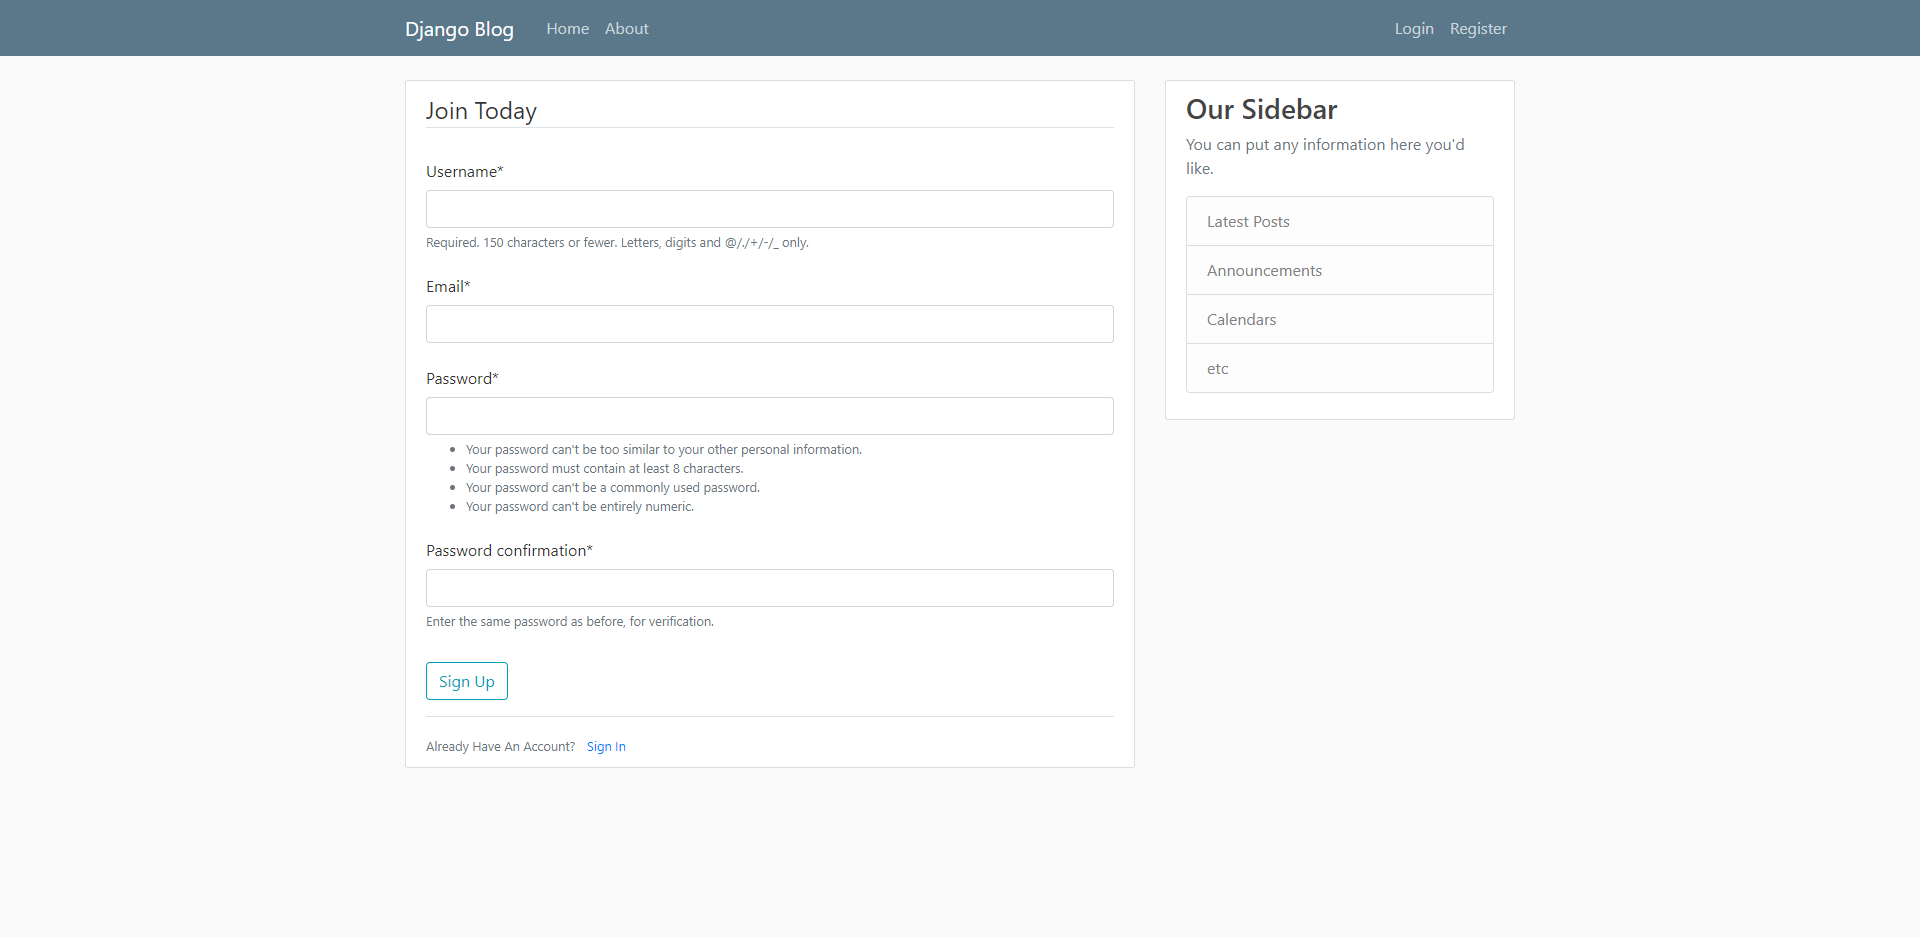 Django Blog Home About Login Register
Join Today
Username*
Required. 150 characters or fewer. Letters, digits and @/./+/-/_ only.
Email*
Password*
Your password can't be too similar to your other personal information.
Your password must contain at least 8 characters.
Your password can't be a commonly used password.
Your password can't be entirely numeric.
Password confirmation*
Enter the same password as before, for verification.
Sign Up
Already Have An Account? Sign In
Our Sidebar
You can put any information here you'd
like.
Latest Posts
Announcements
Calendars
etc